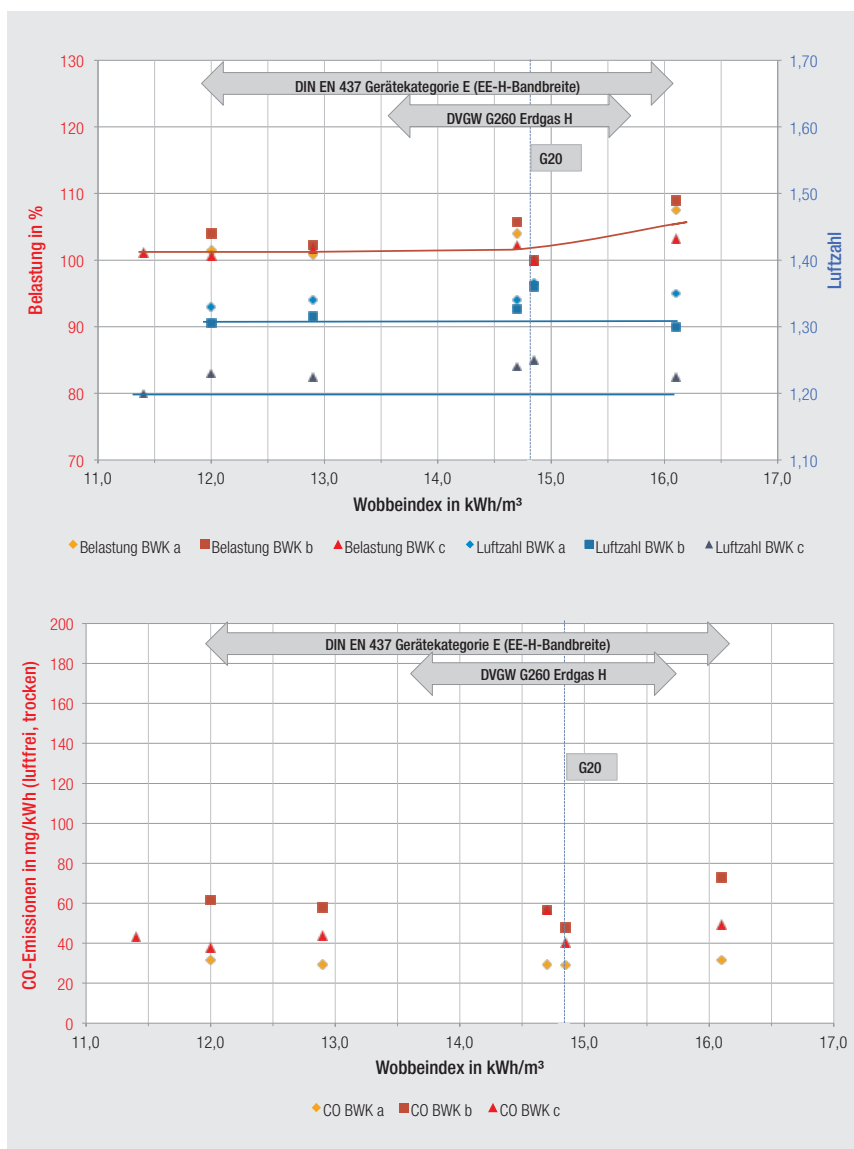 130
120
110
100
90
80
70
Belastung in %
1,70
1,60
1,50
1,40
1,30
1,20
1,10
Luftzahl
DIN EN 437 Gerätekategorie E (EE-H-Bandbreite)
DVGW G260 Erdgas H
G20
11,0 12,0 13,0 14,0 15,0 16,0 17,0
Wobbeindex in kWh/m³
Belastung BWK a Belastung BWK b Belastung BWK c Luftzahl BWK a Luftzahl BWK b Luftzahl BWK c
200
180
160
140
120
100
80
60
40
20
0
CO-Emissionen in mg/kWh (luftfrei, trocken)
DIN EN 437 Gerätekategorie E (EE-H-Bandbreite)
DVGW G260 Erdgas H
G20
11,0 12,0 13,0 14,0 15,0 16,0 17,0
Wobbeindex in kWh/m³
CO BWK a CO BWK b CO BWK c